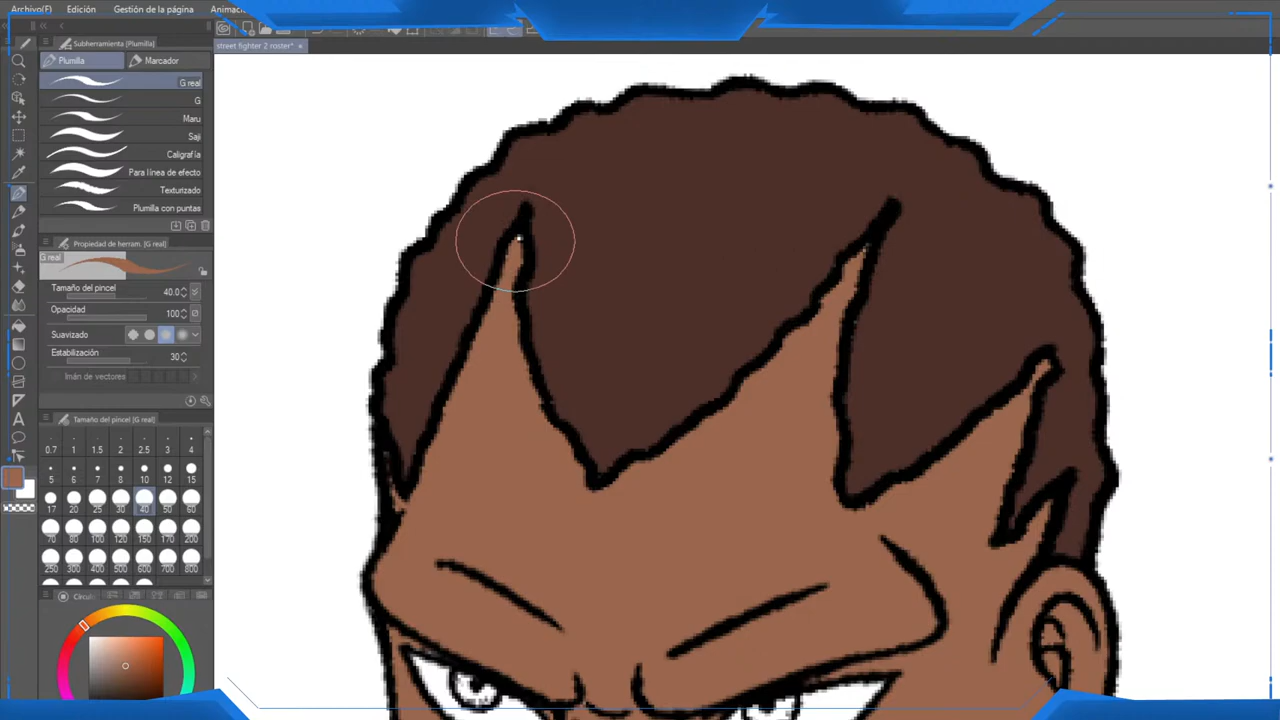 Archivo(F) Edición Gestión de la página Animación
street fighter 2 roster*
Subherramienta (Plumilla)
Plumilla Marcador
G real
G
Maru
Saji
Caligrafía
Para línea de efecto
Texturizado
Plumilla con puntas
Propiedad de herram. [G real]
G real
Tamaño del pincel 40.0
Opacidad 100
Suavizado
Estabilización 30
Imán de vectores
Tamaño del pincel [G real]
0.7 1 1.5 2 2.5 3 4
5 6 7 8 10 12 15
17 20 25 30 40 50 60
70 80 100 120 150 170 200
250 300 400 500 600 700 800